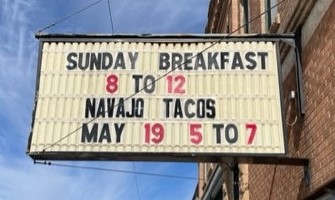 SUNDAY BREAKFAST
8 TO 12
NAVAJO TACOS
MAY 19 5 TO 7